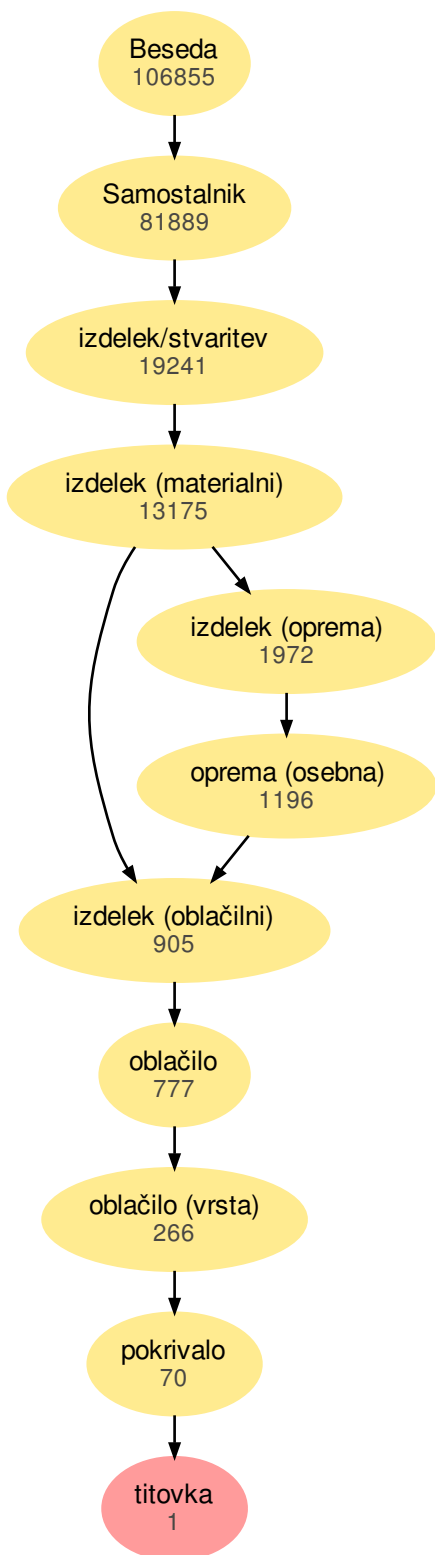 Beseda
106855
Samostalnik
81889
izdelek/stvaritev
19241
izdelek (materialni)
13175
izdelek (oprema)
1972
oprema (osebna)
1196
izdelek (oblačilni)
905
oblačilo
777
oblačilo (vrsta)
266
pokrivalo
70
titovka
1